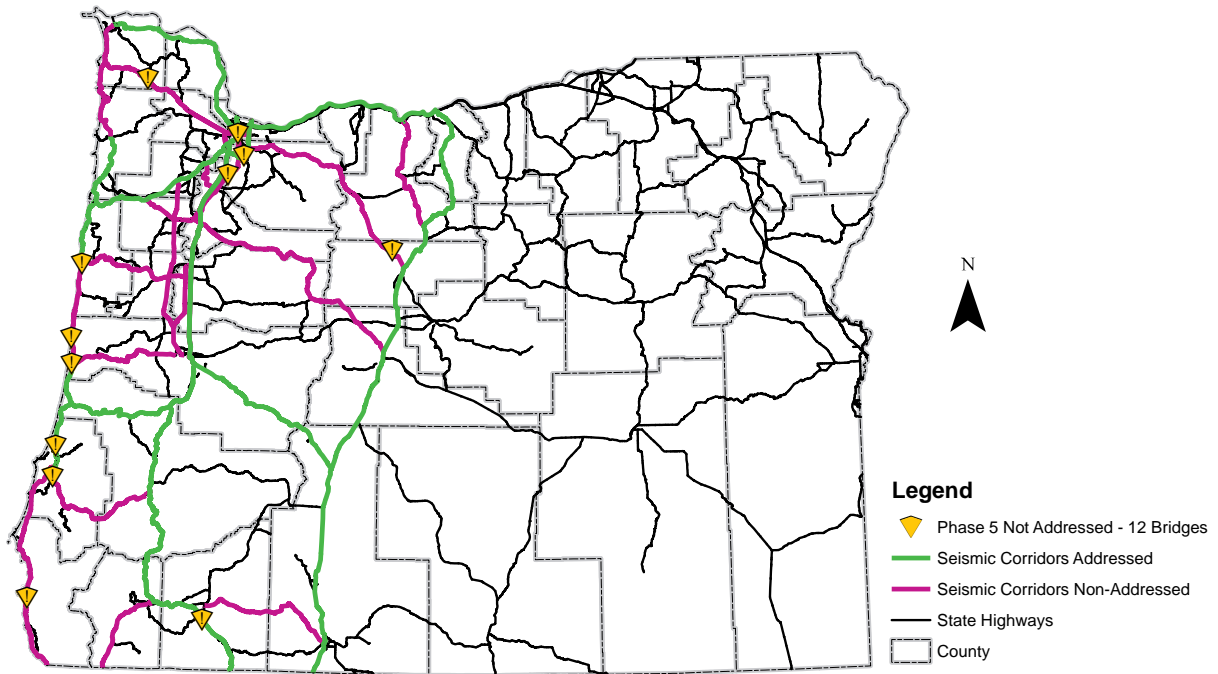 N
Legend
Phase 5 Not Addressed - 12 Bridges
Seismic Corridors Addressed
Seismic Corridors Non-Addressed
State Highways
County